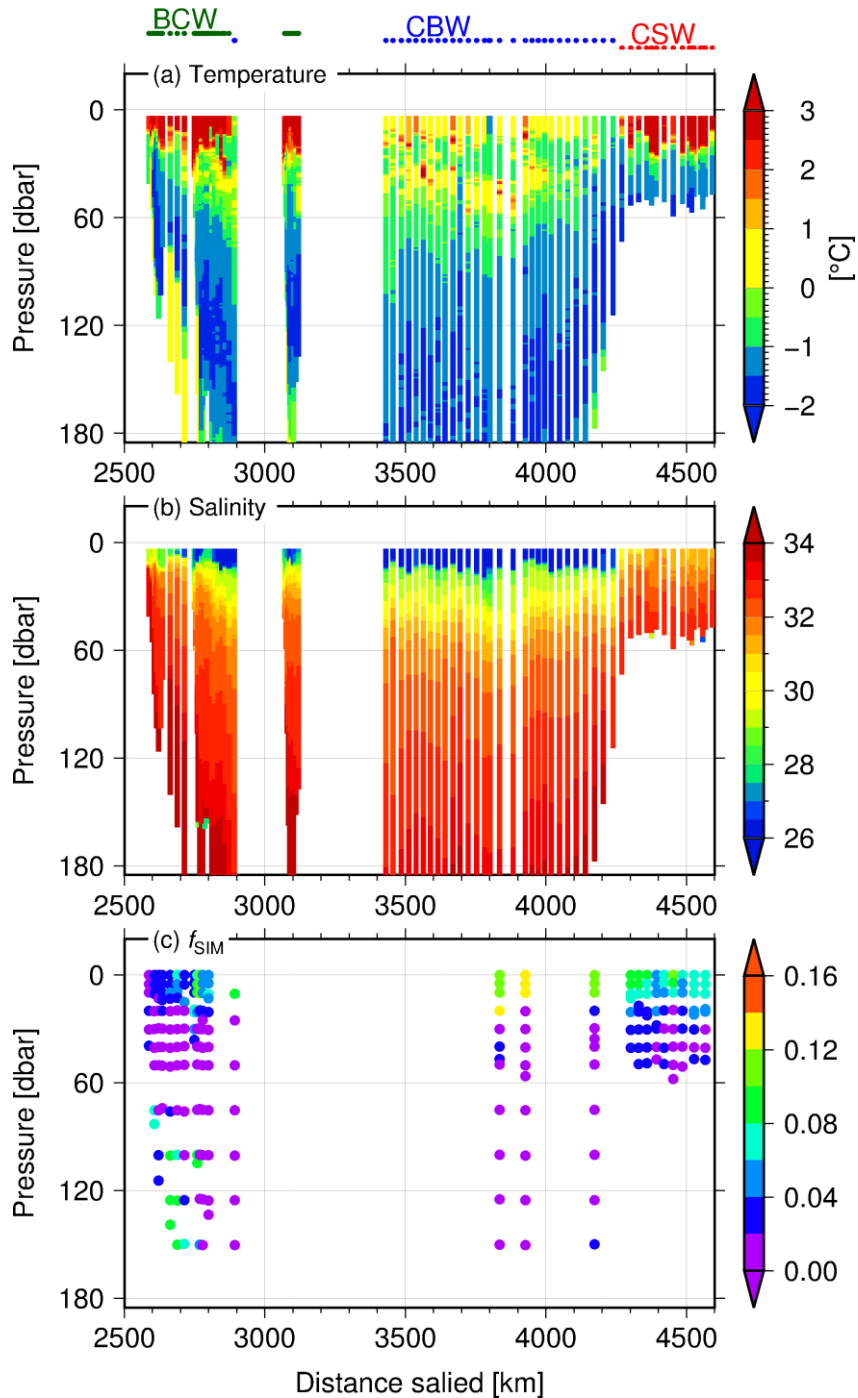 BCW CBW CSW
(a) Temperature
0
60
120
180
Pressure [dbar]
2500 3000 3500 4000 4500
3
2
1
0
−1
−2
[°C]
(b) Salinity
0
60
120
180
Pressure [dbar]
2500 3000 3500 4000 4500
34
32
30
28
26
(c) fSIM
0
60
120
180
Pressure [dbar]
2500 3000 3500 4000 4500
0.16
0.12
0.08
0.04
0.00
Distance salied [km]